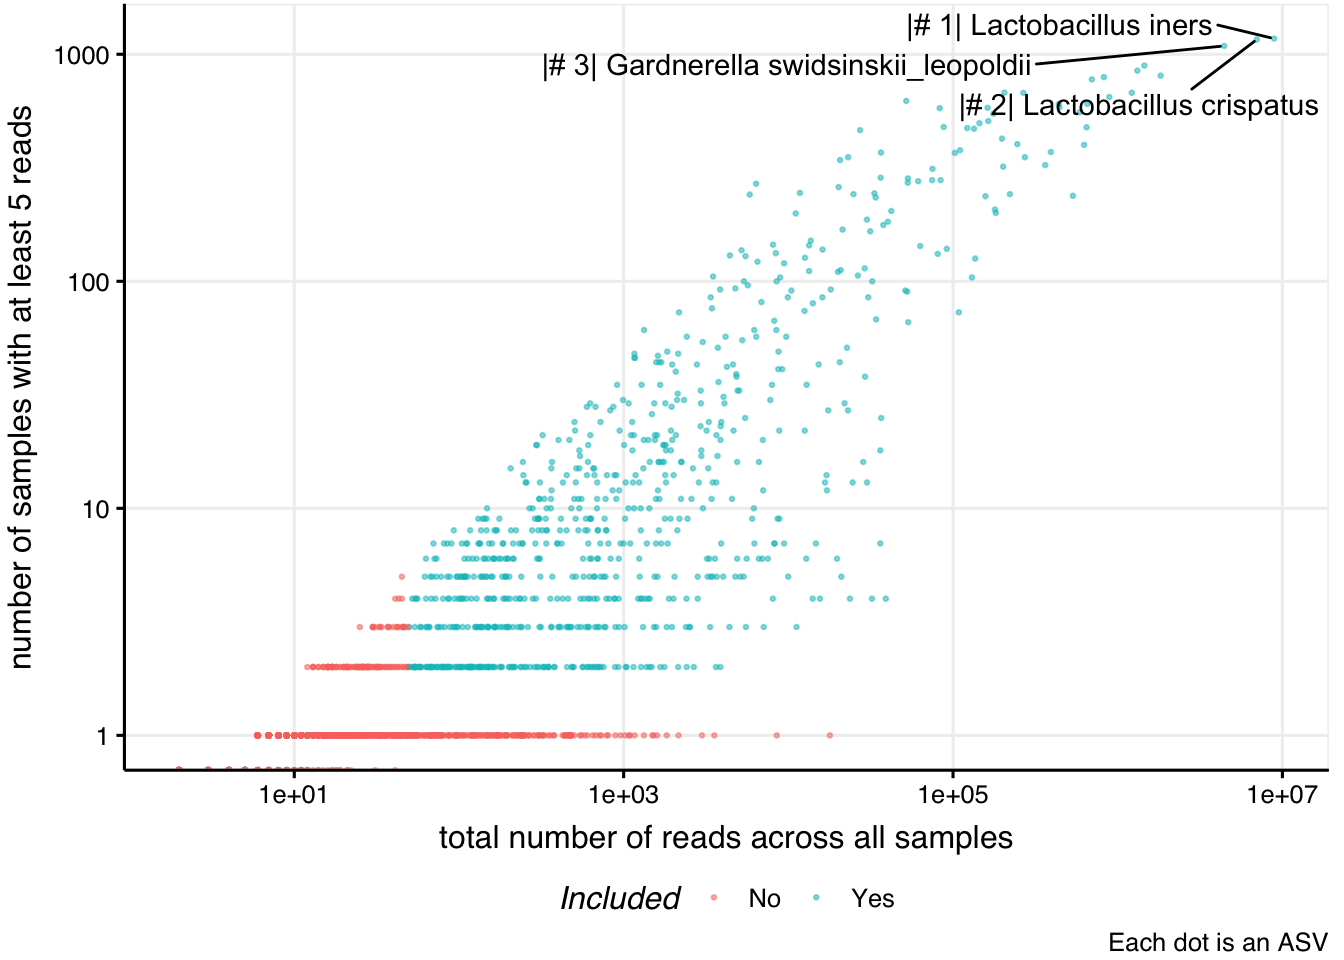 |# 1| Lactobacillus iners
|# 3| Gardnerella swidsinskii_leopoldii
|# 2| Lactobacillus crispatus
number of samples with at least 5 reads
1000
100
10
1
1e+01
1e+03
1e+05
1e+07
total number of reads across all samples
Included
No
Yes
Each dot is an ASV